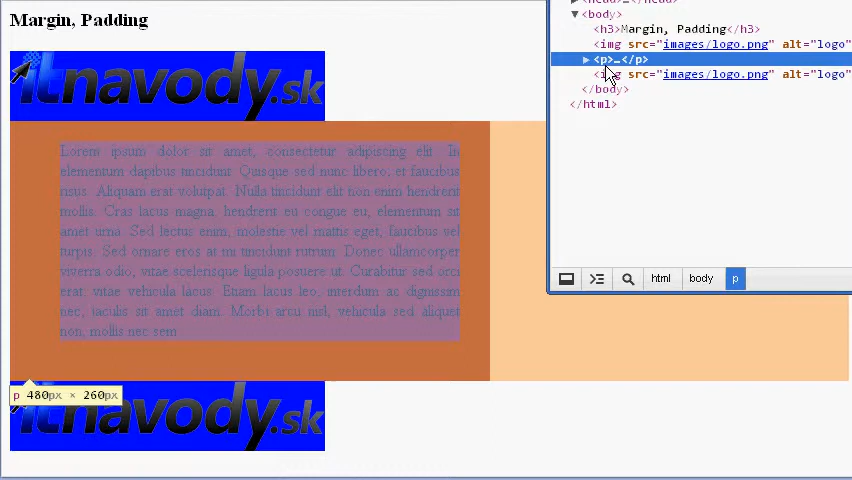 Margin, Padding
itnavody.sk
Lorem ipsum dolor sit amet, consectetur adipiscing elit. In
elementum dapibus tincidunt. Quisque sed nunc libero, et faucibus
risus. Aliquam erat volutpat. Nulla tincidunt elit non enim hendrerit
mollis. Cras lacus magna, hendrerit eu congue eu, elementum sit
amet urna. Sed lectus enim, molestie vel mattis eget, faucibus vel
turpis. Sed ornare eros at mi tincidunt rutrum. Donec ullamcorper
viverra odio, vitae scelerisque ligula posuere ut. Curabitur sed orci
erat, vitae vehicula lacus. Etiam lacus leo, interdum ac dignissim
nec, iaculis sit amet diam. Morbi arcu nisl, vehicula sed aliquet
non, mollis nec sem
p 480px × 260px
itnavody.sk
<body>
<h3>Margin, Padding</h3>
<img src="images/logo.png" alt="logo"
<p>…</p>
<img src="images/logo.png" alt="logo"
</body>
</html>
html body p